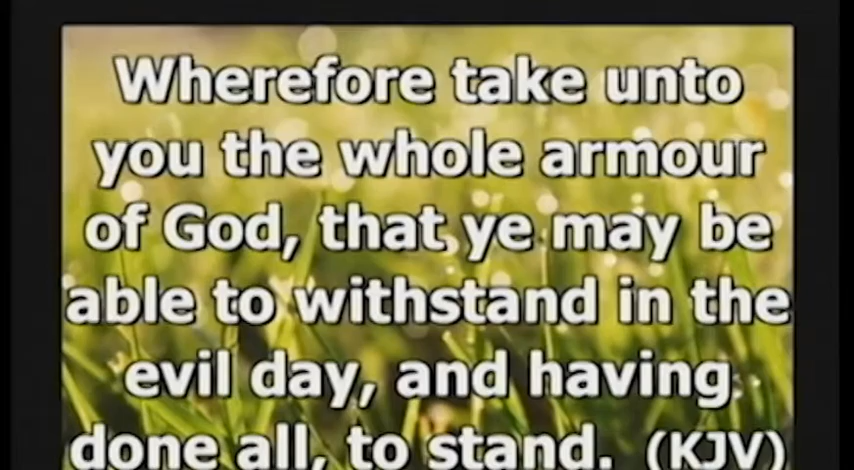 Wherefore take unto
you the whole armour
of God, that ye may be
able to withstand in the
evil day, and having
done all, to stand. (KJV)